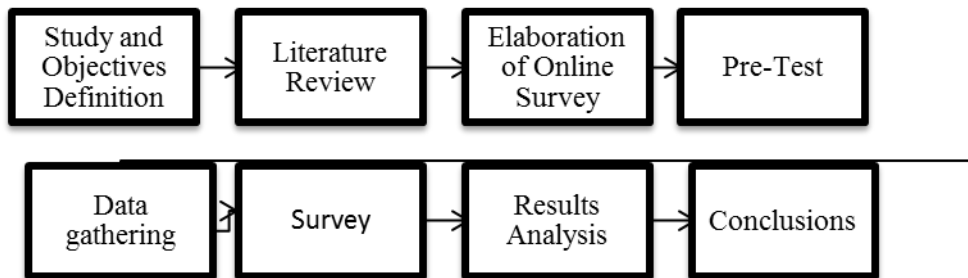 Study and
Objectives
Definition
Literature
Review
Elaboration
of Online
Survey
Pre-Test
Data
gathering
Survey
Results
Analysis
Conclusions